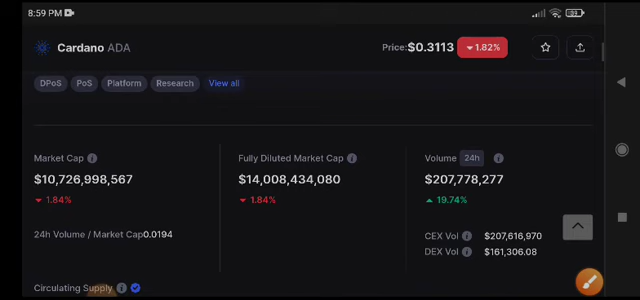 8:59 PM
Cardano ADA
Price:$0.3113 1.82%
DPoS PoS Platform Research View all
Market Cap
$10,726,998,567
1.84%
24h Volume / Market Cap0.0194
Fully Diluted Market Cap
$14,008,434,080
1.84%
Volume 24h
$207,778,277
19.74%
CEX Vol $207,616,970
DEX Vol $161,306.08
Circulating Supply